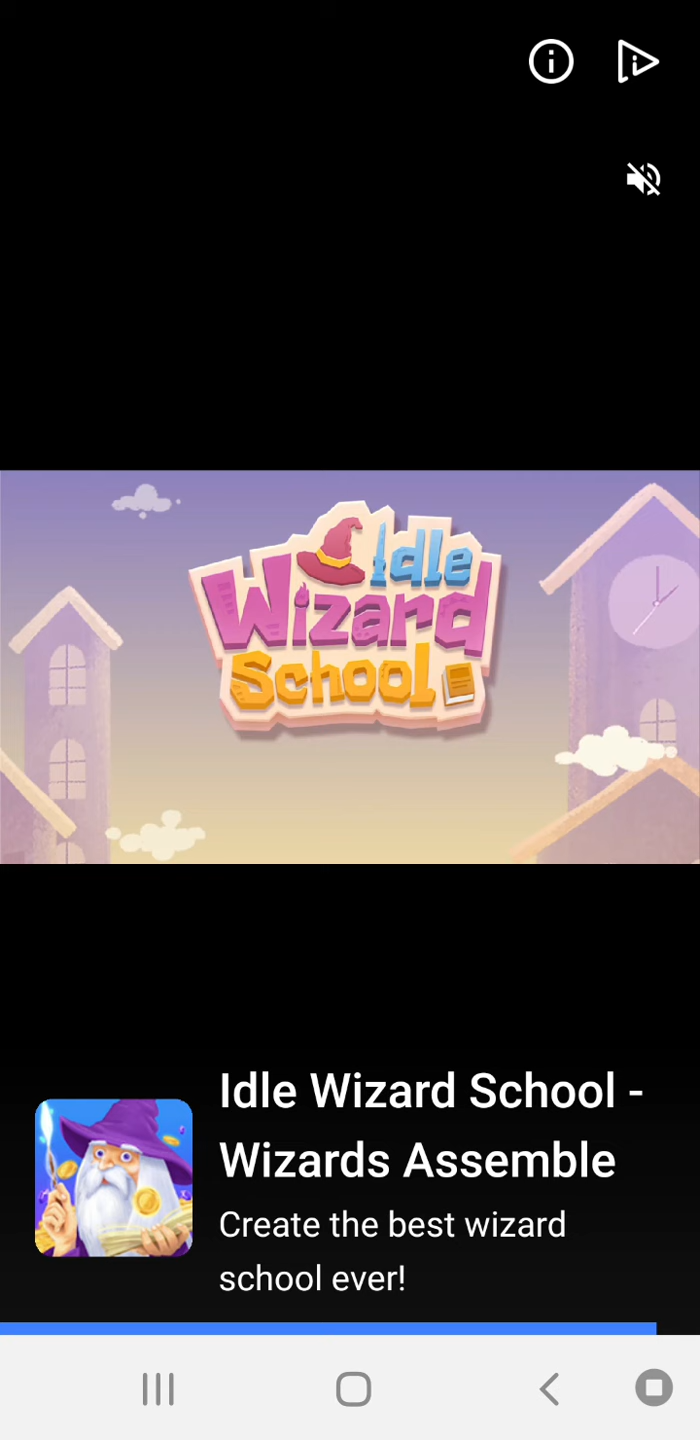 Idle
Wizard
School
Idle Wizard School -
Wizards Assemble
Create the best wizard
school ever!